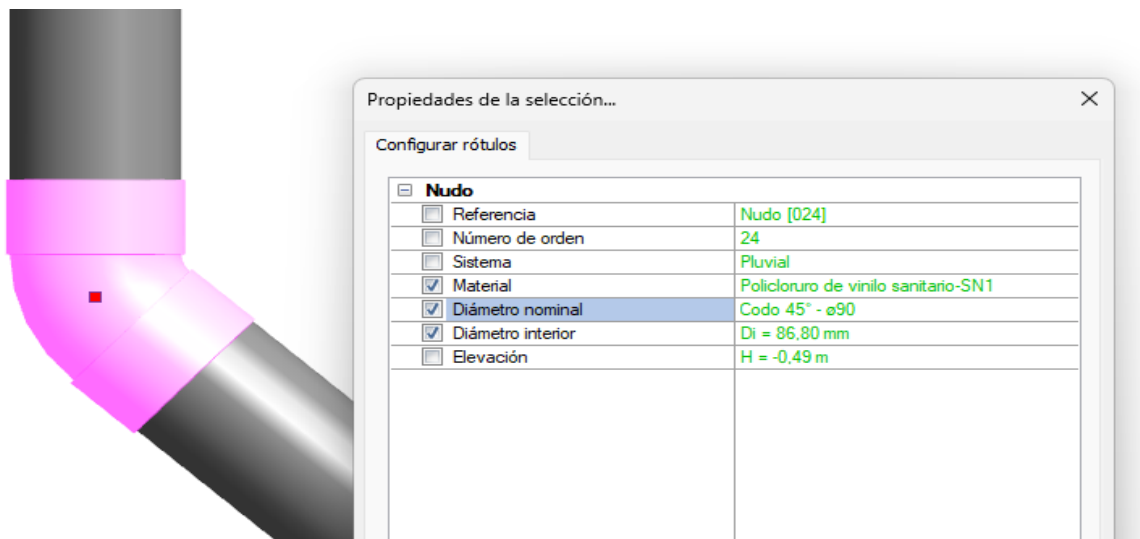 Propiedades de la selección...
Configurar rótulos
Nudo
Referencia Nudo [024]
Número de orden 24
Sistema Pluvial
Material Policloruro de vinilo sanitario-SN1
Diámetro nominal Codo 45° - ø90
Diámetro interior Di = 86,80 mm
Elevación H = -0,49 m